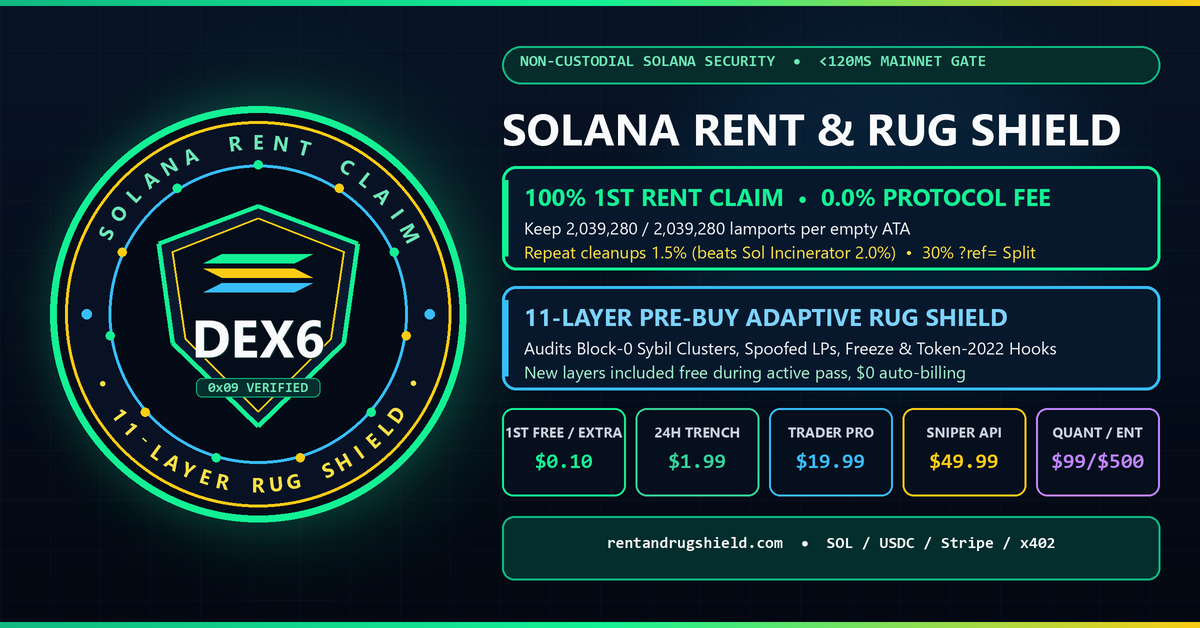 SOLANA RENT CLAIM
DEX6
0x09 VERIFIED
11-LAYER RUG SHIELD
NON-CUSTODIAL SOLANA SECURITY • <120MS MAINNET GATE
SOLANA RENT & RUG SHIELD
100% 1ST RENT CLAIM • 0.0% PROTOCOL FEE
Keep 2,039,280 / 2,039,280 lamports per empty ATA
Repeat cleanups 1.5% (beats Sol Incinerator 2.0%) • 30% ?ref= Split
11-LAYER PRE-BUY ADAPTIVE RUG SHIELD
Audits Block-0 Sybil Clusters, Spoofed LPs, Freeze & Token-2022 Hooks
New layers included free during active pass, $0 auto-billing
1ST FREE / EXTRA
$0.10
24H TRENCH
$1.99
TRADER PRO
$19.99
SNIPER API
$49.99
QUANT / ENT
$99/$500
rentandrugshield.com • SOL / USDC / Stripe / x402